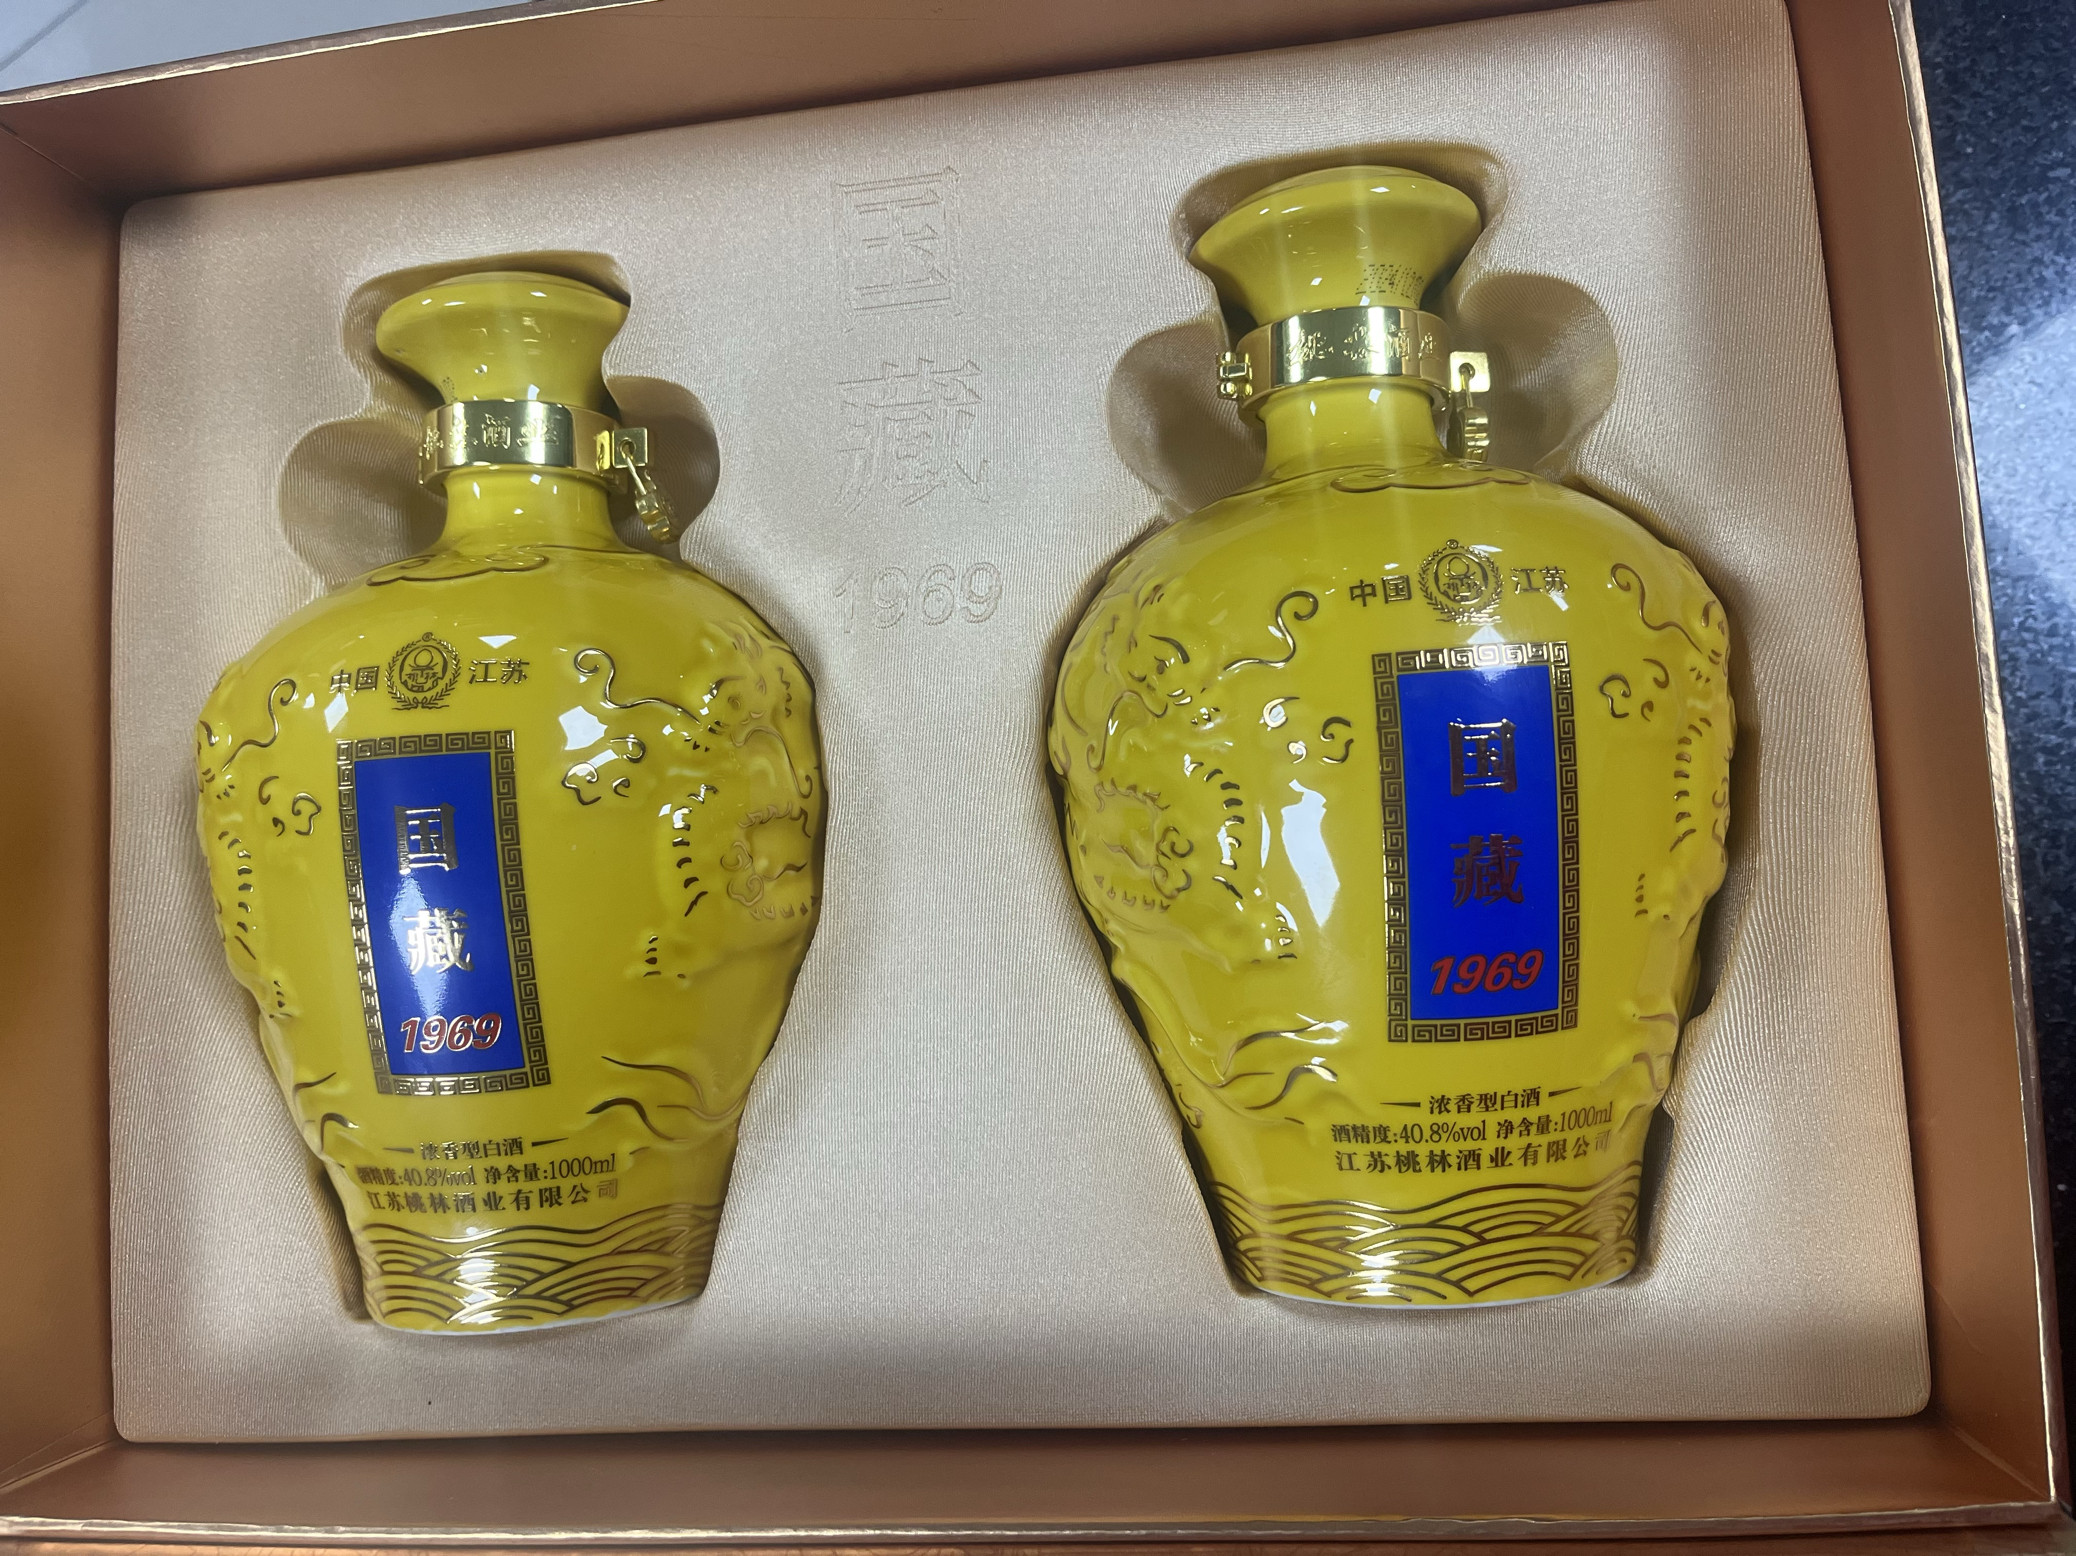 国
藏
1969
酒业
中国 江苏
国
藏
1969
浓香型白酒
酒精度:40.8%vol 净含量:1000ml
江苏桃林酒业有限公司
酒
中国 江苏
国
藏
1969
浓香型白酒
酒精度:40.8%vol 净含量:1000ml
江苏桃林酒业有限公司